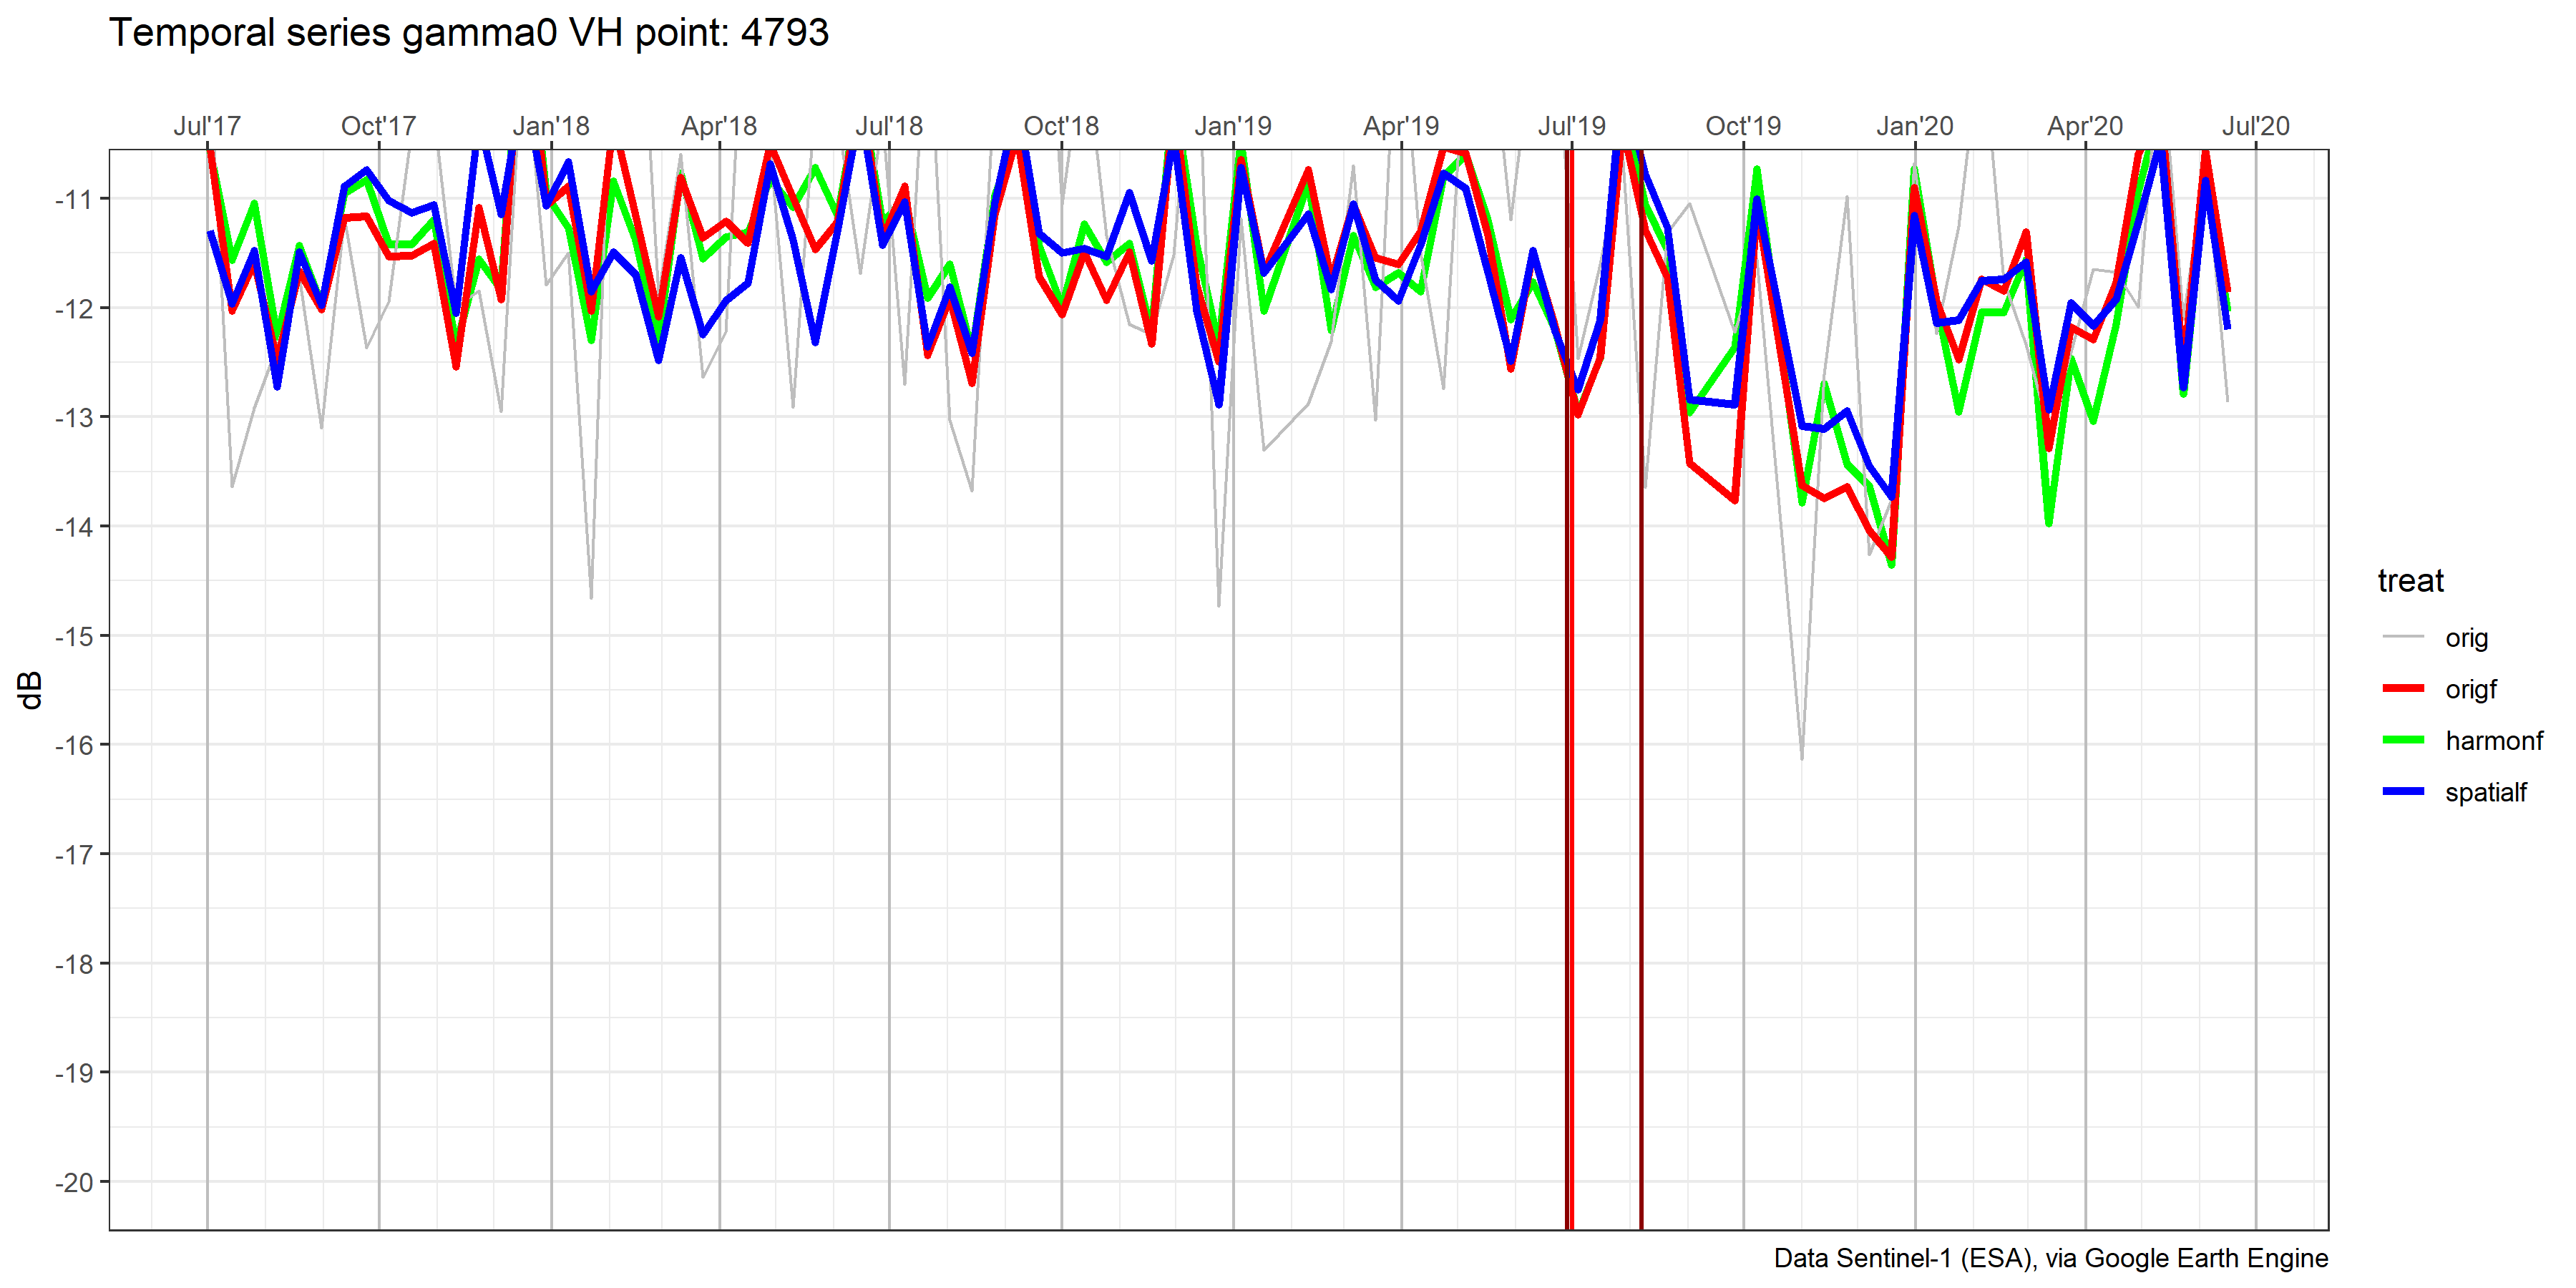 Temporal series gamma0 VH point: 4793
Jul'17 Oct'17 Jan'18 Apr'18 Jul'18 Oct'18 Jan'19 Apr'19 Jul'19 Oct'19 Jan'20 Apr'20 Jul'20
-11
-12
-13
-14
-15
-16
-17
-18
-19
-20
dB
treat
orig
origf
harmonf
spatialf
Data Sentinel-1 (ESA), via Google Earth Engine